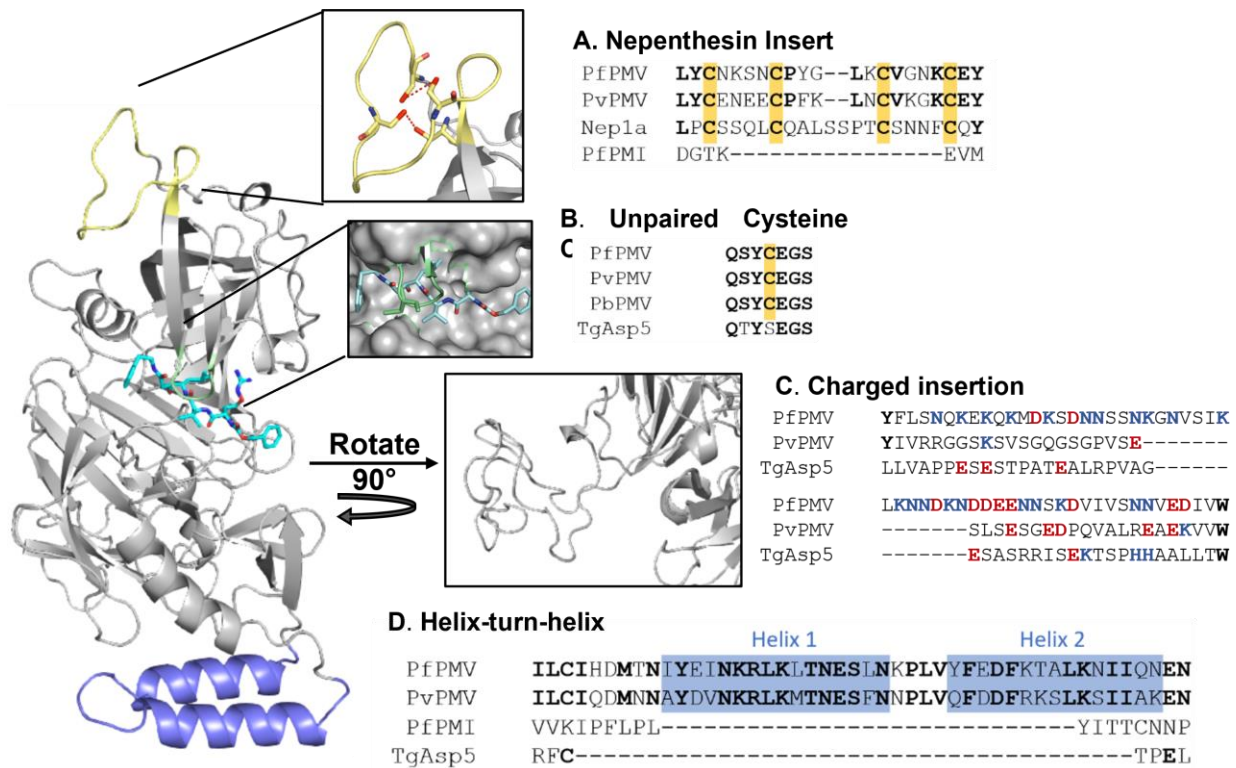 A. Nepenthesin Insert
PfPMV LYCNKSNCPYG--LKCVGNKCEY
PvPMV LYCENEECPFK--LNCVKGKCEY
Nep1a LPCSSQLCQALSSPTCSNNFCQY
PfPMI DGTK-----------------EVM
B. Unpaired Cysteine
C
PfPMV QSYCEGS
PvPMV QSYCEGS
PbPMV QSYCEGS
TgAsp5 QTYSEGS
Rotate
90°
C. Charged insertion
PfPMV YFLSNQKEKQKMDKSDNNSSNKGNVSIK
PvPMV YIVRRGGSKSVSGQGSGPVSE-------
TgAsp5 LLVAPPESESTPATEALRPVAG------
PfPMV LKNNDKNDDEENNSKDVIVSNNVEDIVW
PvPMV -------SLSESGEDPQVALREAEKVVW
TgAsp5 -------ESASRRISEKTSPHHAALLTW
D. Helix-turn-helix
Helix 1 Helix 2
PfPMV ILCIHDMTNIYEINKRLKLTNESLNKPLVYFEDFKTALKNIIQNEN
PvPMV ILCIQDMNNAYDVNKRLKMTNESFNNPLVQFDDFRKSLKSIIAKEN
PfPMI VVKIPFLPL-----------------------------YITTCNNP
TgAsp5 RFC---------------------------------------TPEL